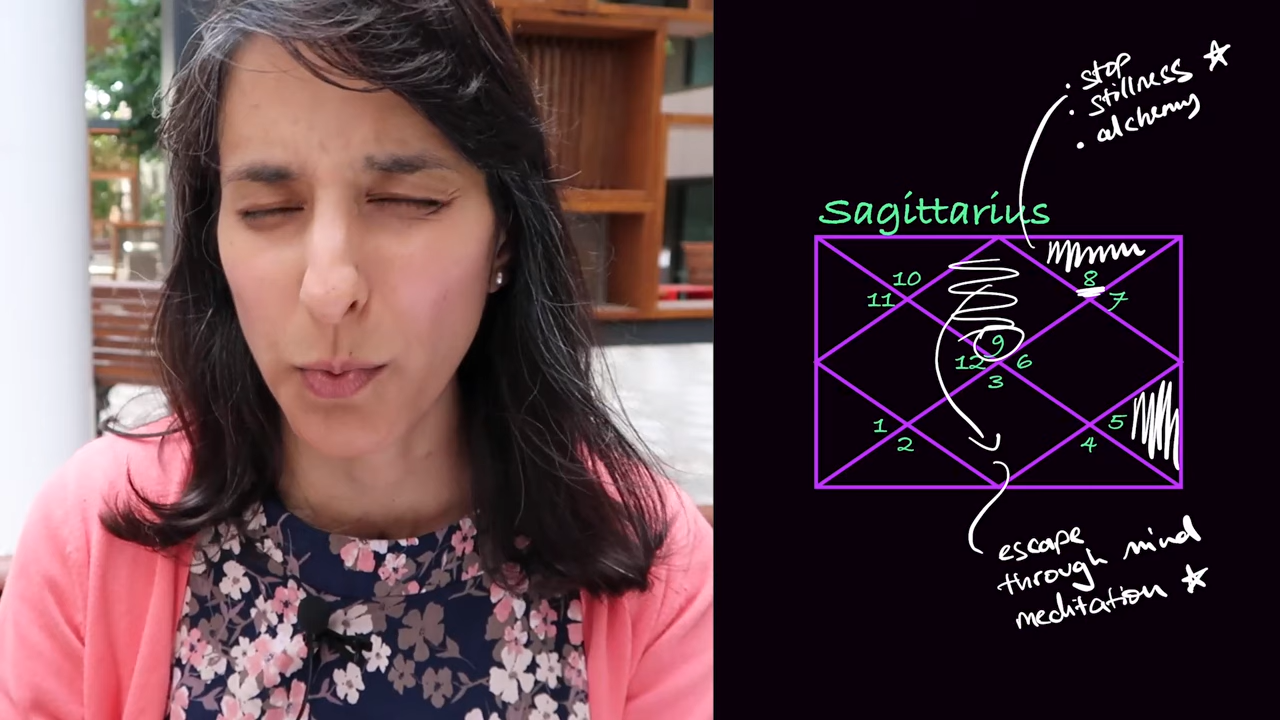 • stop
• stillness ☆
• alchemy
Sagittarius
10
8
11
7
9
12
6
3
1
5
2
4
escape
through mind
meditation ☆